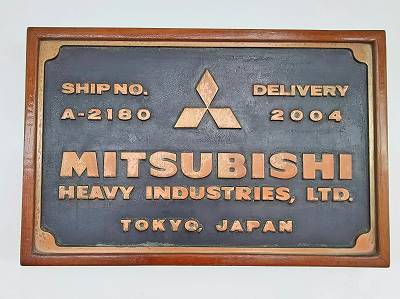 SHIP NO. DELIVERY
A-2180 2004
MITSUBISHI
HEAVY INDUSTRIES, LTD.
TOKYO, JAPAN